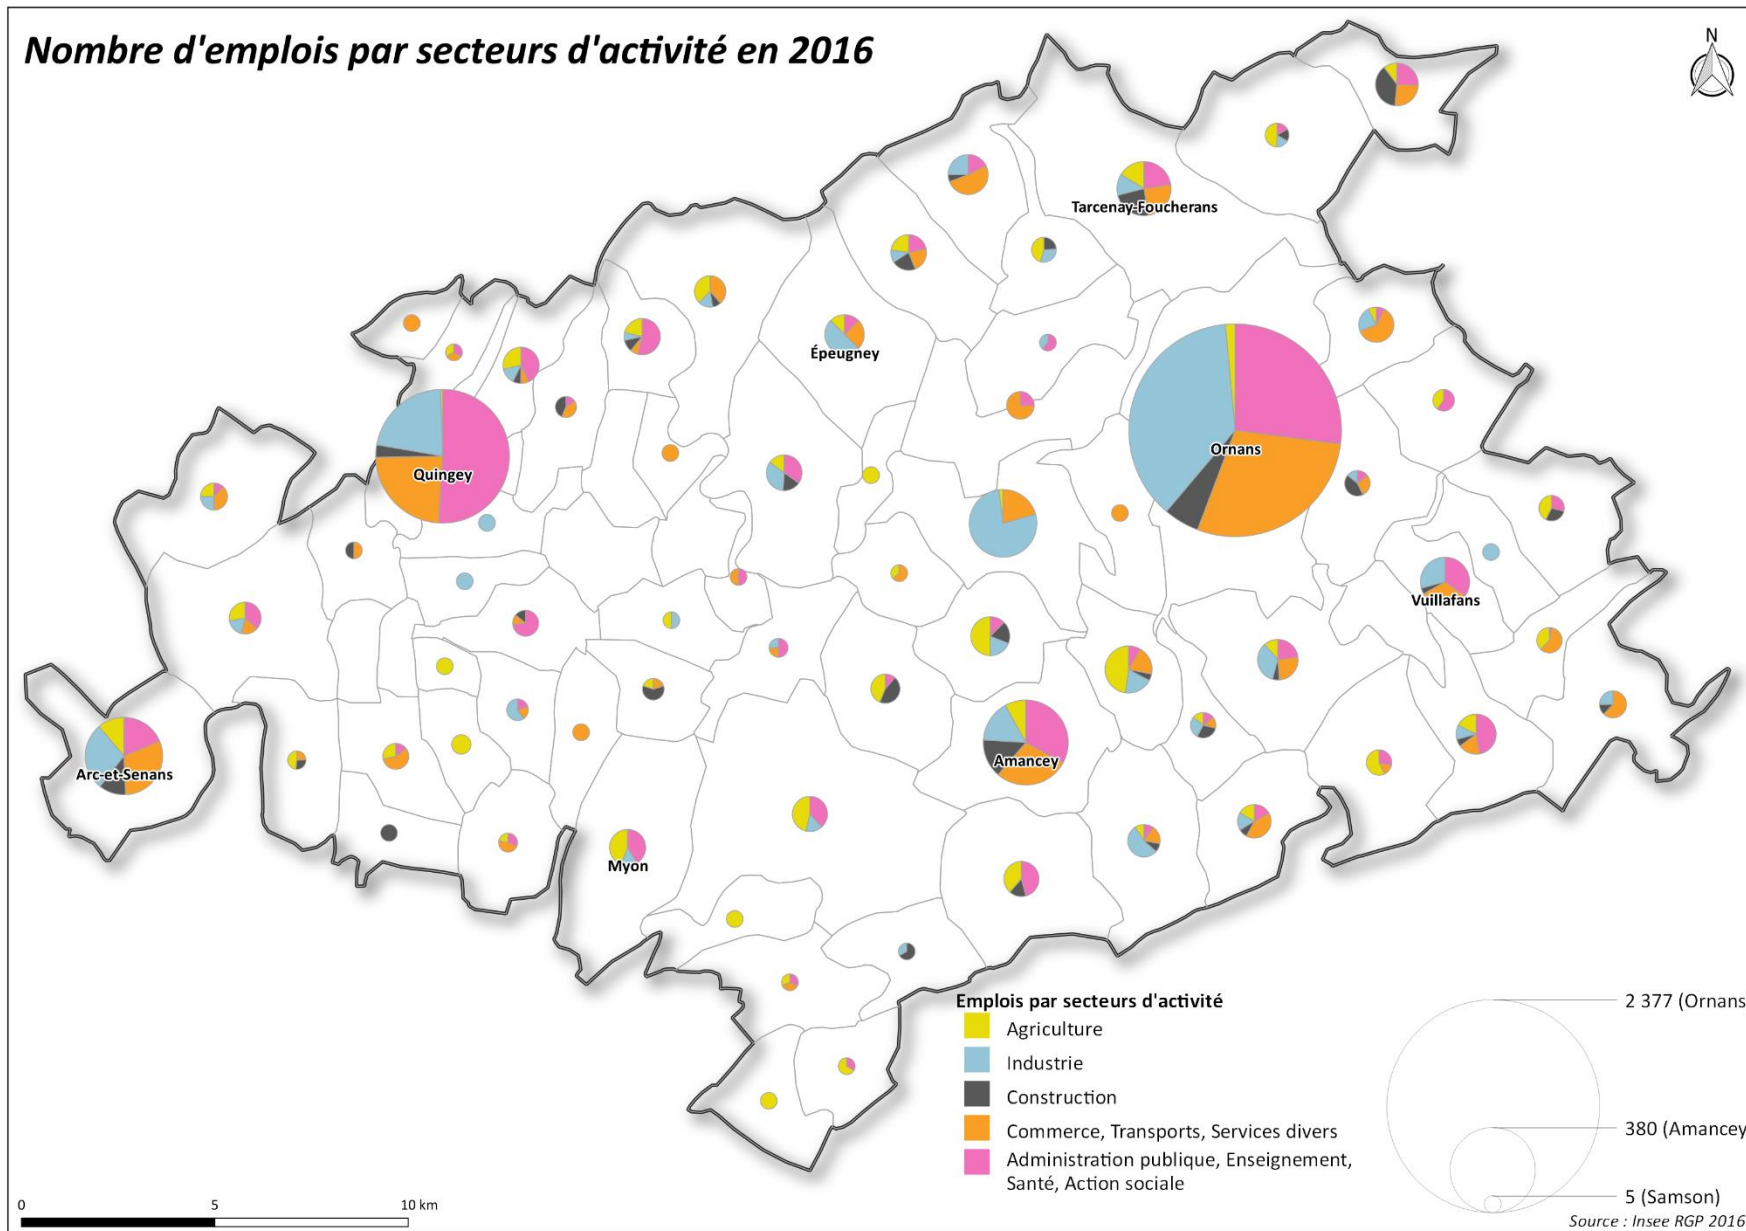 Nombre d'emplois par secteurs d'activité en 2016
N
Tarcenay-Foucherans
Épeugney
Ornans
Quingey
Vuillafans
Arc-et-Senans
Amancey
Myon
Emplois par secteurs d'activité
Agriculture
Industrie
Construction
Commerce, Transports, Services divers
Administration publique, Enseignement,
Santé, Action sociale
2 377 (Ornans
380 (Amancey
5 (Samson)
0 5 10 km
Source : Insee RGP 2016